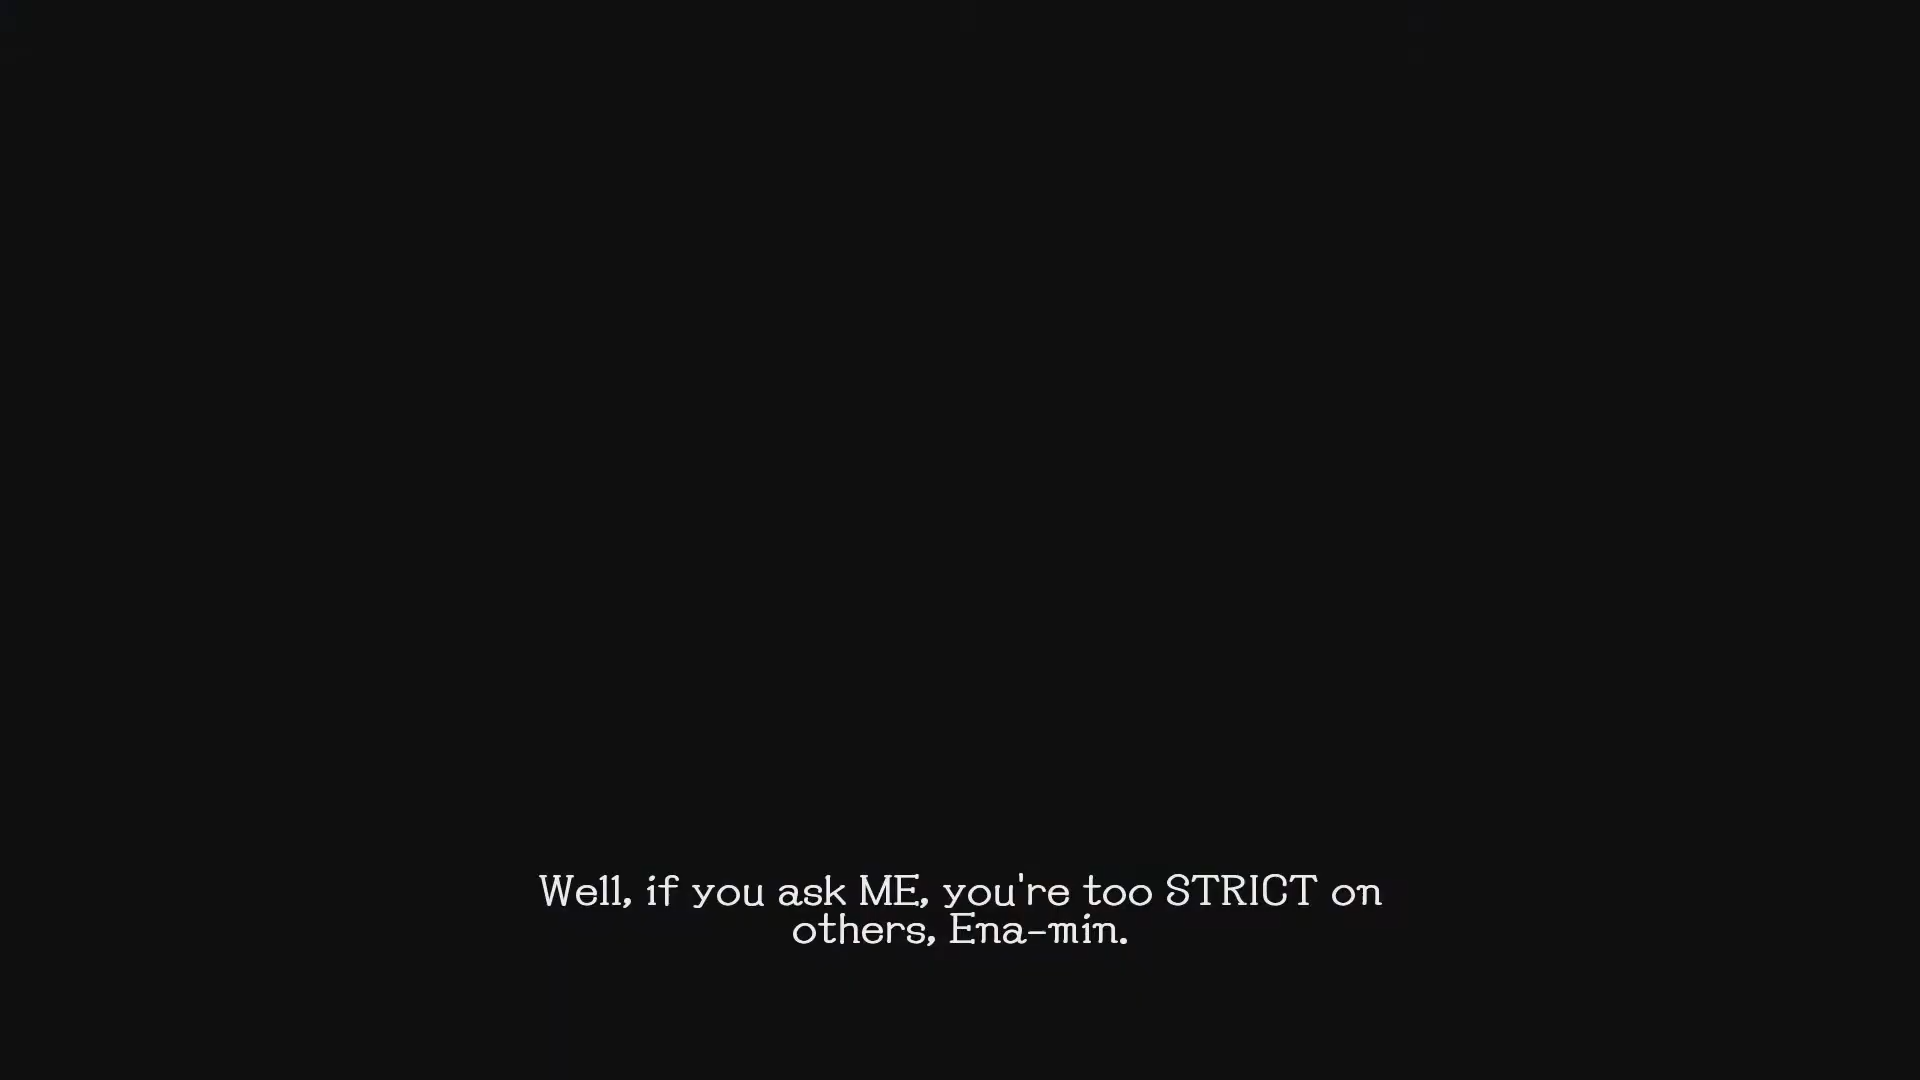 Well, if you ask ME, you're too STRICT on
others, Ena-min.